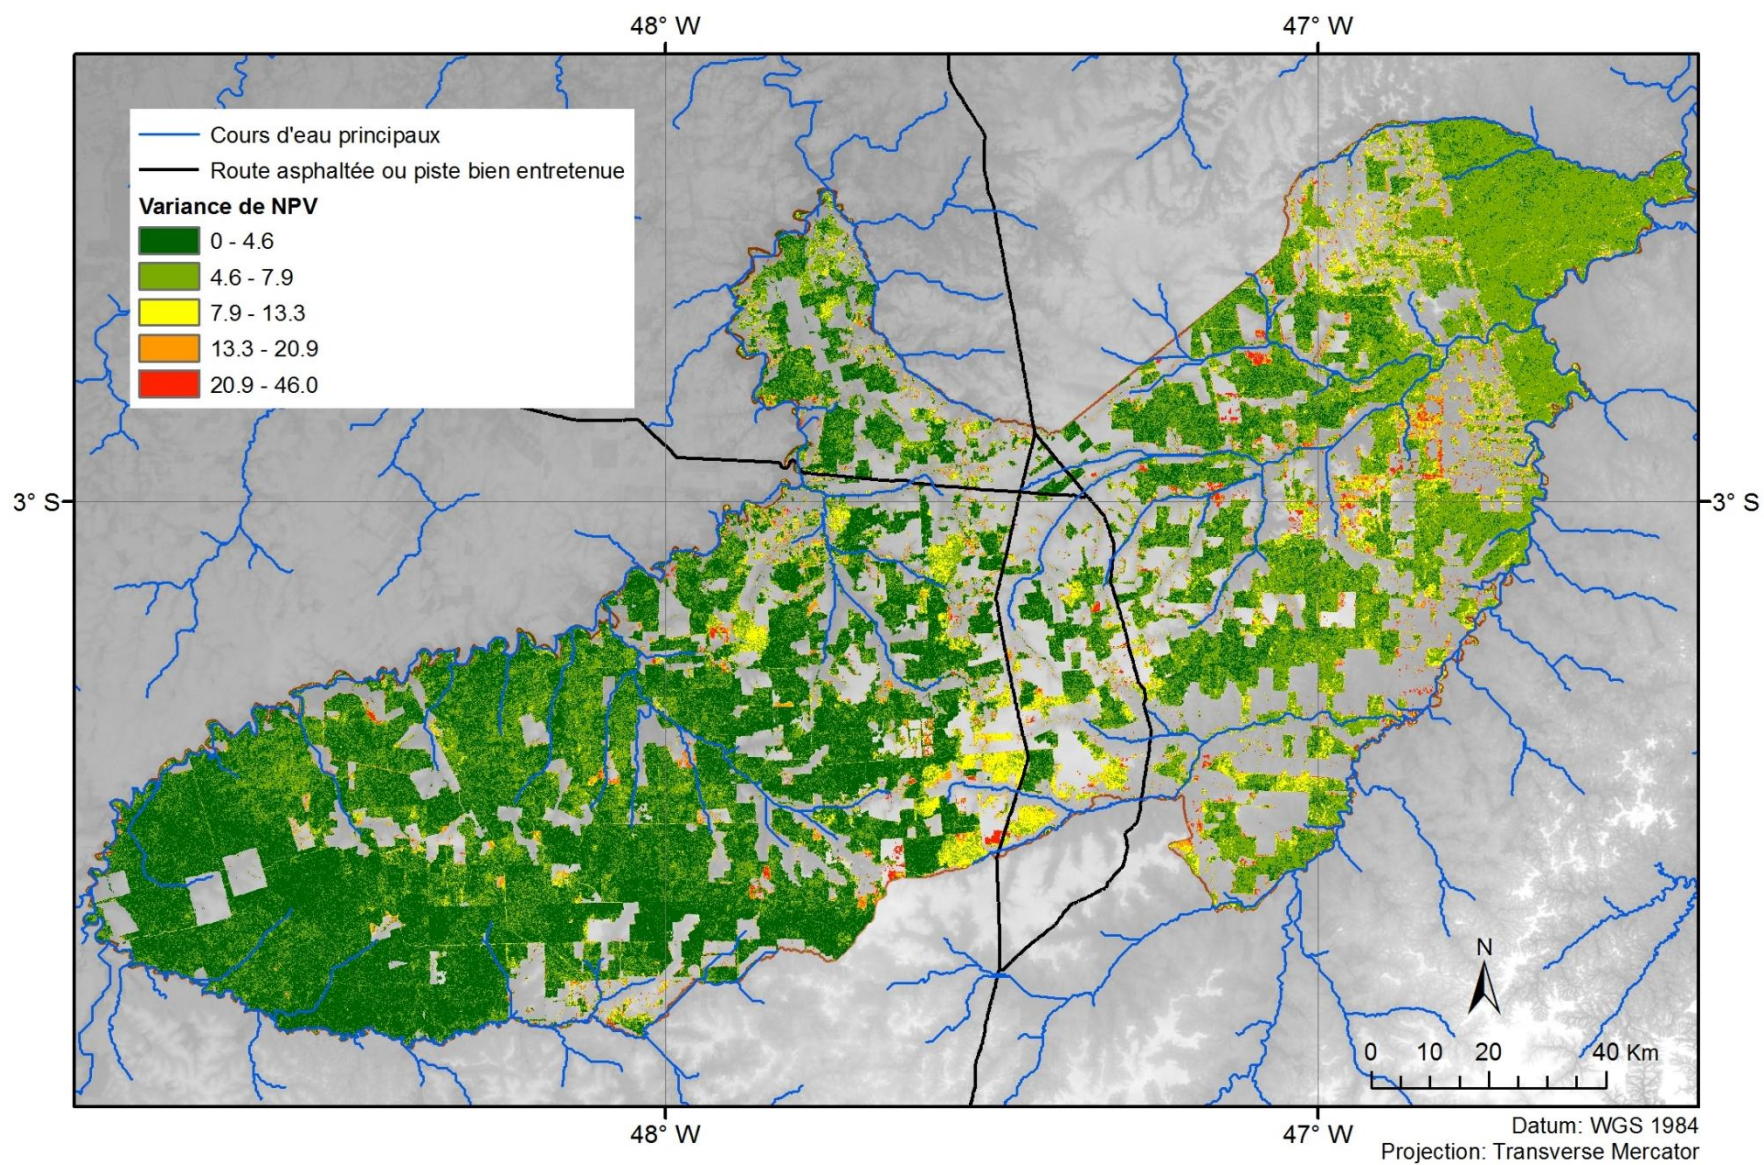 48° W
47° W
Cours d'eau principaux
Route asphaltée ou piste bien entretenue
Variance de NPV
0 - 4.6
4.6 - 7.9
7.9 - 13.3
13.3 - 20.9
20.9 - 46.0
3° S
3° S
N
0 10 20 40 Km
48° W
47° W
Datum: WGS 1984
Projection: Transverse Mercator